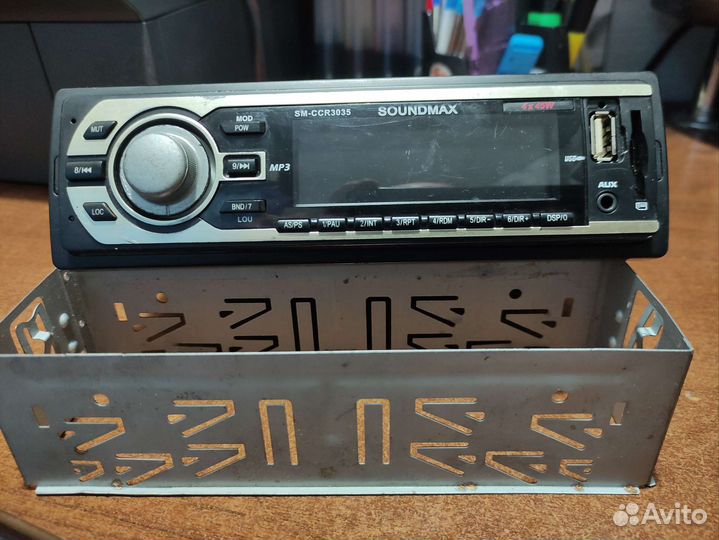 SM-CCR3035
SOUNDMAX
4x45W
MUT
MOD
POW
8/⏮
9/⏭
MP3
USB
AUX
LOC
BND/7
LOU
AS/PS
1/PAU
2/INT
3/RPT
4/RDM
5/DIR-
6/DIR+
DSP/0
Avito